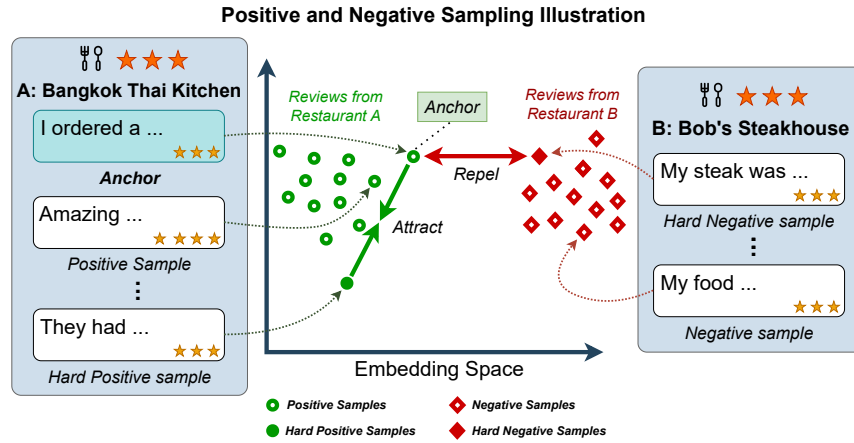 Positive and Negative Sampling Illustration
A: Bangkok Thai Kitchen
I ordered a ...
Anchor
Amazing ...
Positive Sample
They had ...
Hard Positive sample
Reviews from
Restaurant A
Anchor
Reviews from
Restaurant B
Repel
Attract
Embedding Space
B: Bob's Steakhouse
My steak was ...
Hard Negative sample
My food ...
Negative sample
Positive Samples
Negative Samples
Hard Positive Samples
Hard Negative Samples